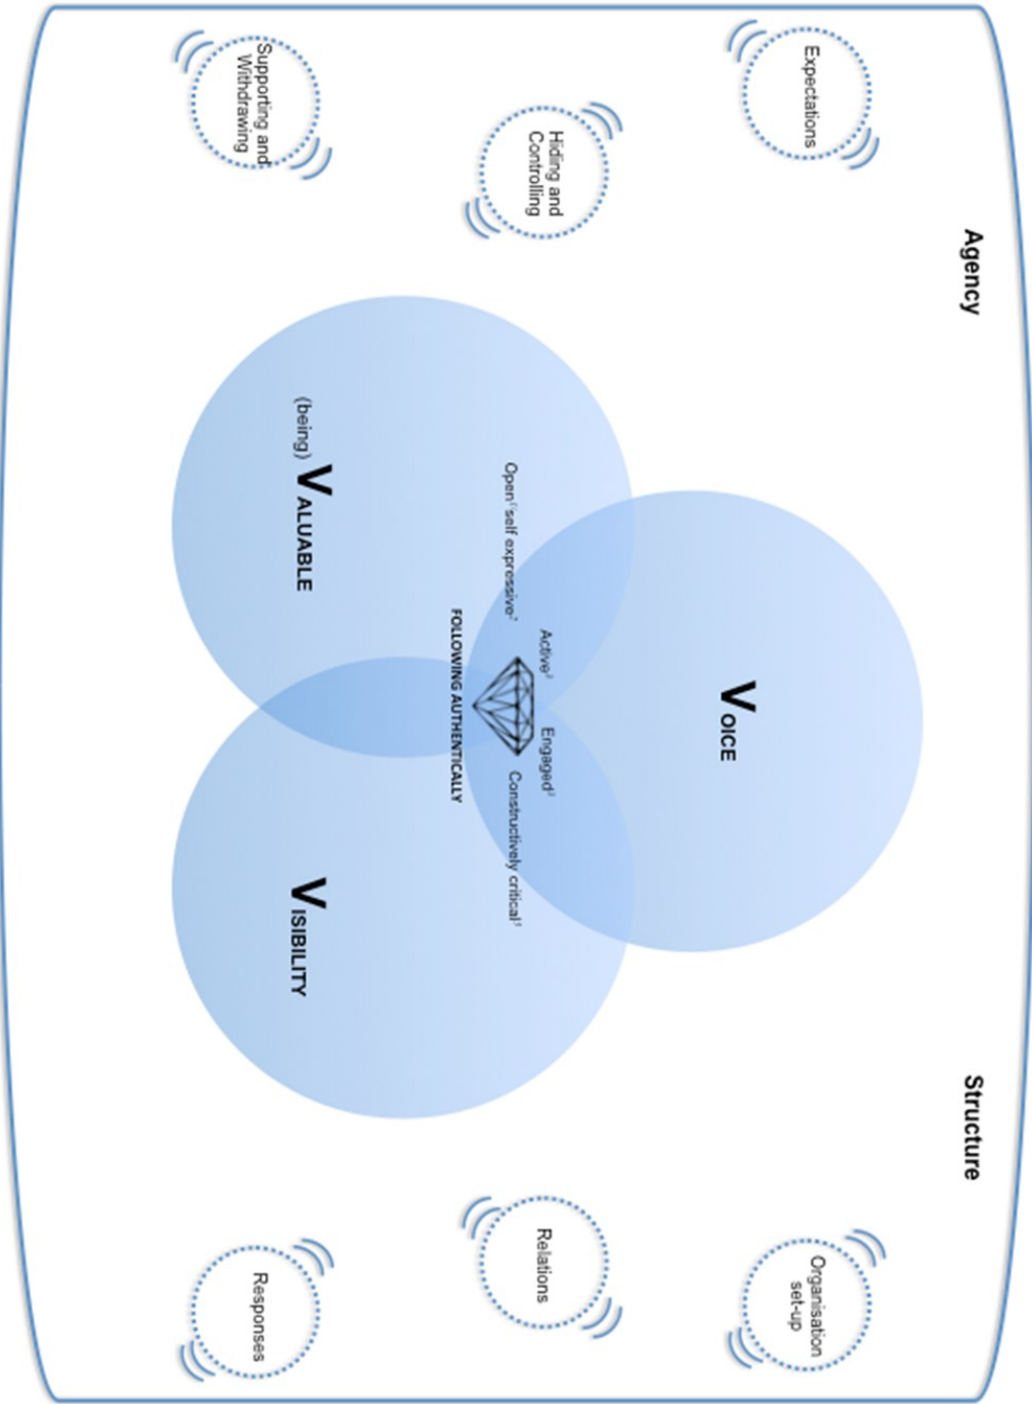 Agency
Structure
Expectations
Organisation
set-up
VOICE
Hiding and
Controlling
Relations
Active
Engaged
Open self expressive
Constructively critical
FOLLOWING AUTHENTICALLY
(being) VALUABLE
VISIBILITY
Supporting and
Withdrawing
Responses